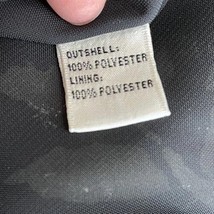 OUTSHELL:
100% POLYESTER
LINING:
100% POLYESTER